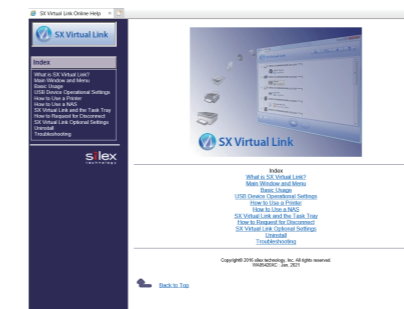 SX Virtual Link Online Help
SX Virtual Link
Index
What is SX Virtual Link?
Main Window and Menu
Basic Usage
USB Device Operational Settings
How to Use a Printer
How to Use a NAS
SX Virtual Link and the Task Tray
How to Request for Disconnect
SX Virtual Link Optional Settings
Uninstall
Troubleshooting
silex
technology
SX Virtual Link
Index
What is SX Virtual Link?
Main Window and Menu
Basic Usage
USB Device Operational Settings
How to Use a Printer
How to Use a NAS
SX Virtual Link and the Task Tray
How to Request for Disconnect
SX Virtual Link Optional Settings
Uninstall
Troubleshooting
Copyright© 2010 silex technology, Inc. All rights reserved.
Jan, 2021
Back to Top